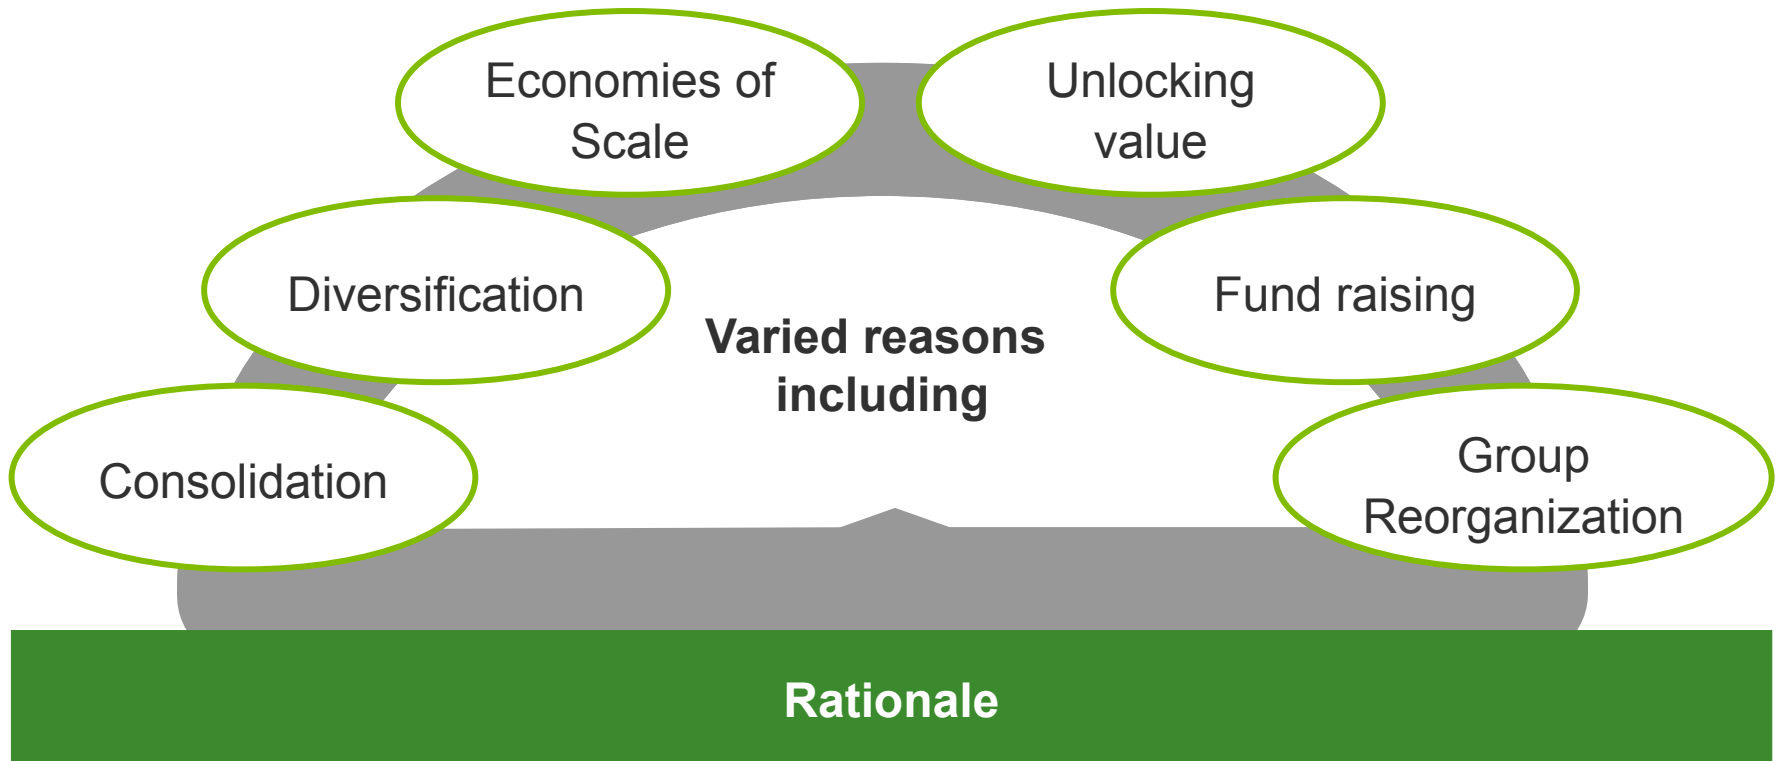 Economies of
Scale
Unlocking
value
Diversification
Fund raising
Varied reasons
including
Consolidation
Group
Reorganization
Rationale